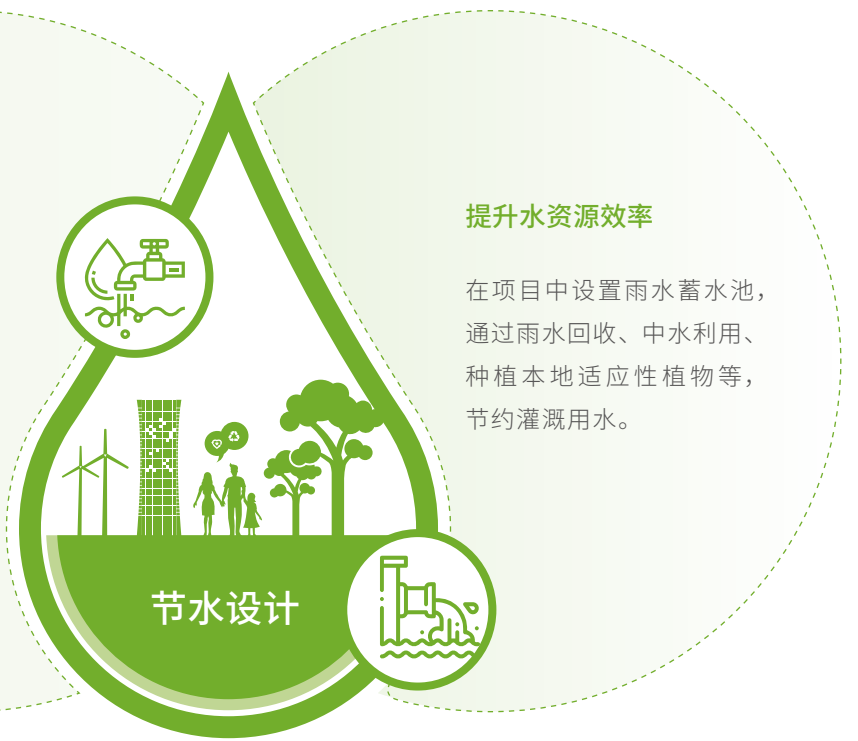 提升水资源效率
在项目中设置雨水蓄水池，
通过雨水回收、中水利用、
种植本地适应性植物等，
节约灌溉用水。
节水设计